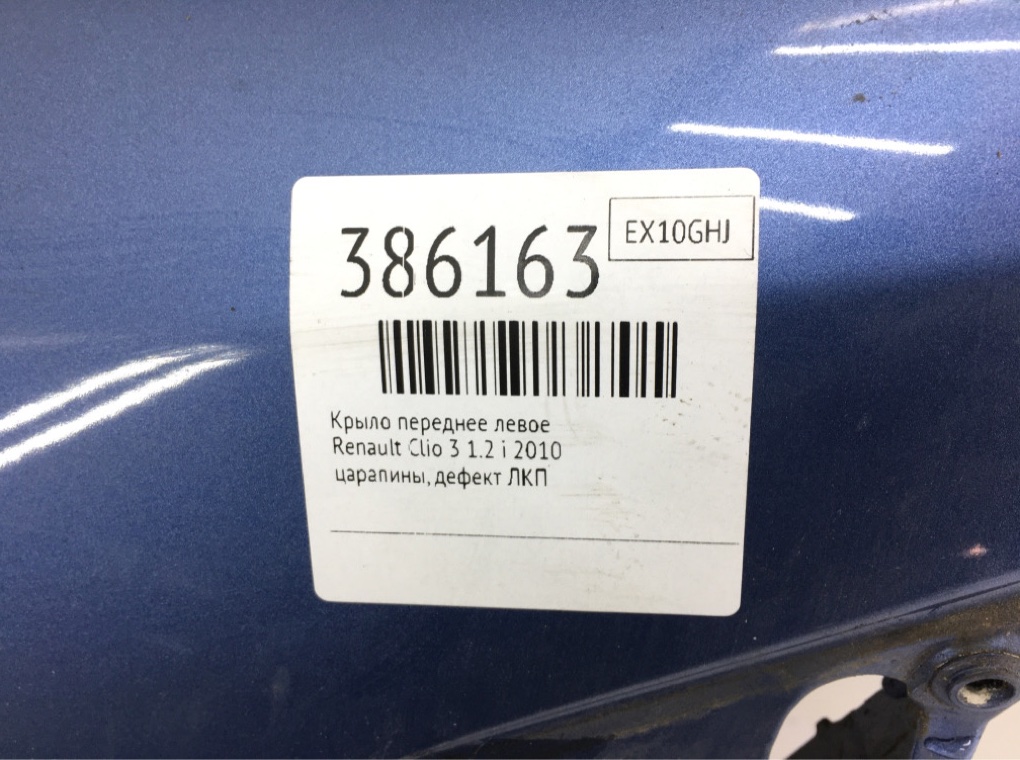 386163
EX10GHJ
Крыло переднее левое
Renault Clio 3 1.2 i 2010
царапины, дефект ЛКП